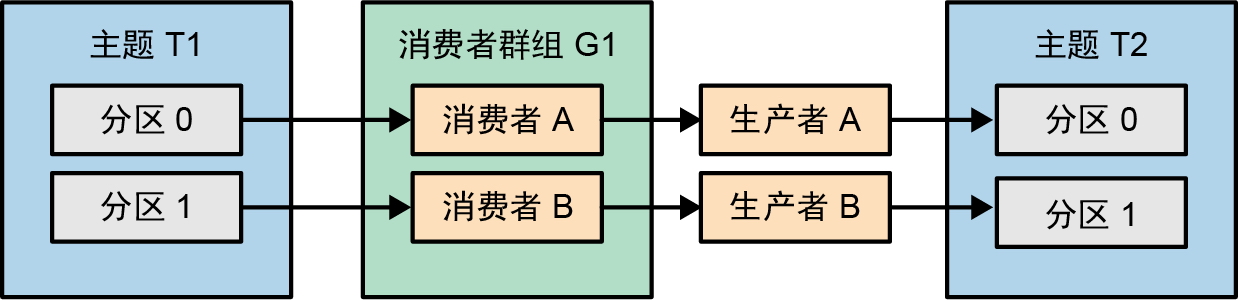 主题 T1
消费者群组 G1
主题 T2
分区 0
消费者 A
生产者 A
分区 0
分区 1
消费者 B
生产者 B
分区 1